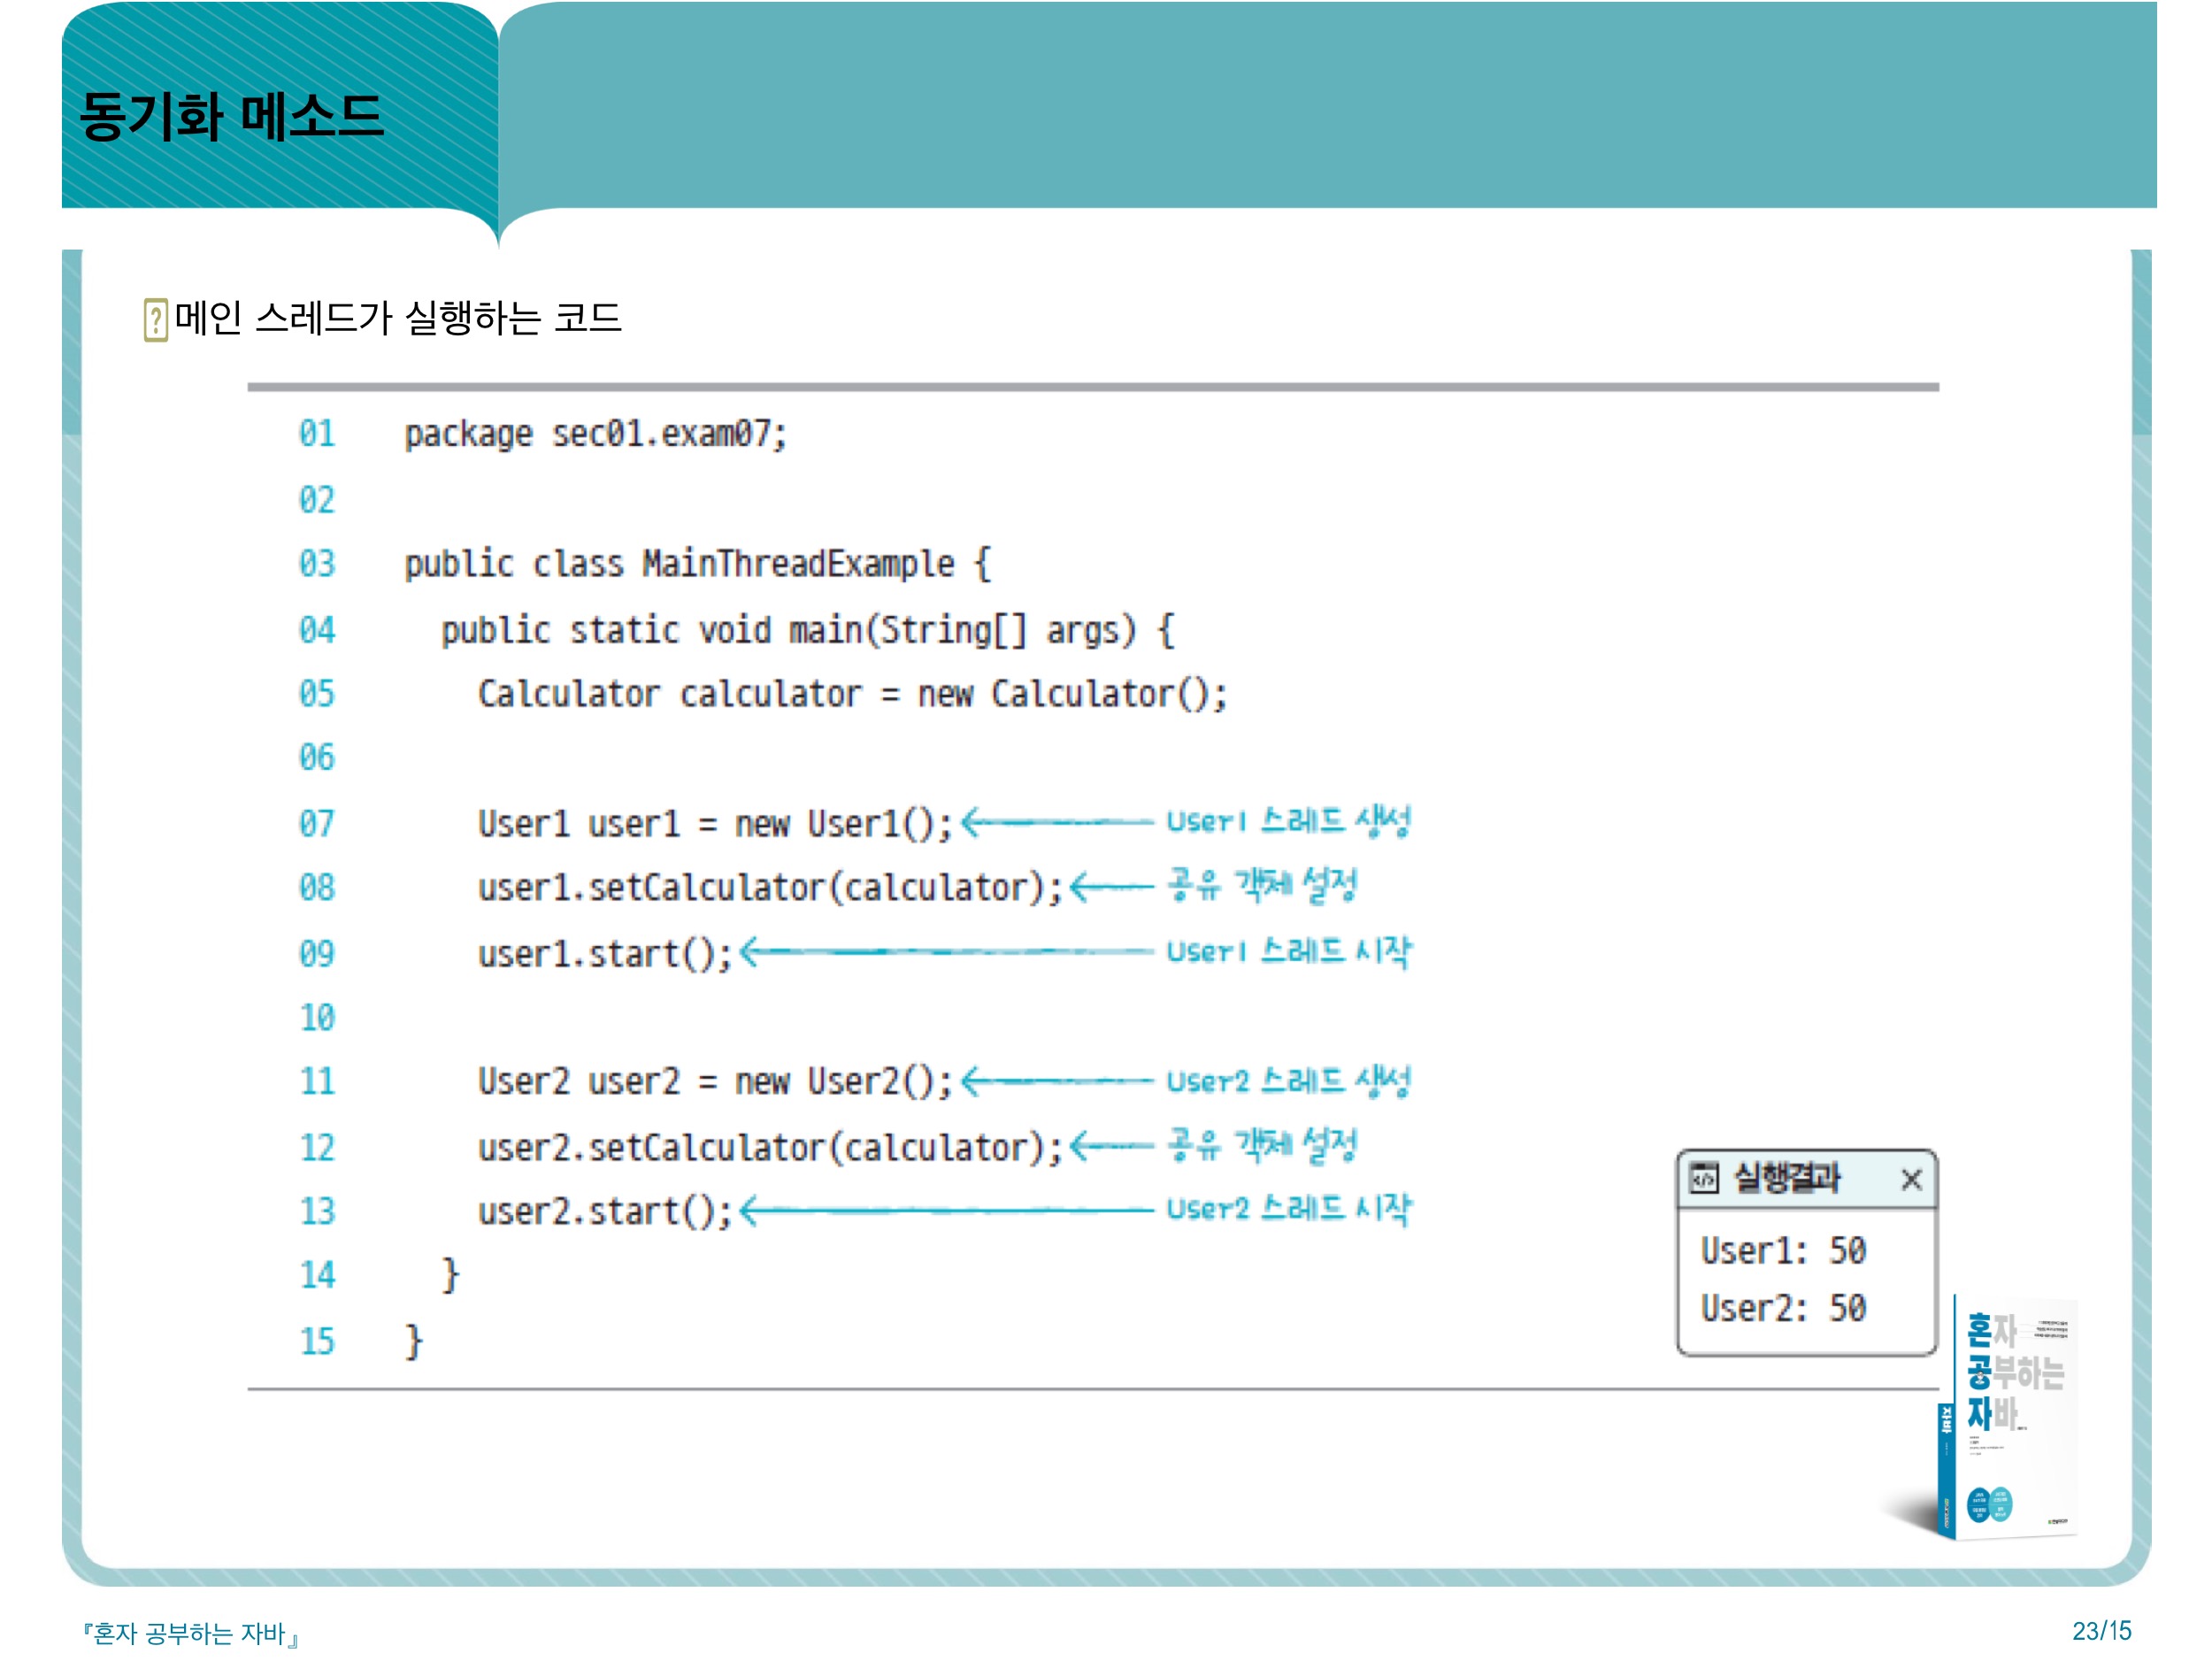 동기화 메소드
메인 스레드가 실행하는 코드
01 package sec01.exam07;
02
03 public class MainThreadExample {
04 public static void main(String[] args) {
05 Calculator calculator = new Calculator();
06
07 User1 user1 = new User1(); User1 스레드 생성
08 user1.setCalculator(calculator); 공유 객체 설정
09 user1.start(); User1 스레드 시작
10
11 User2 user2 = new User2(); User2 스레드 생성
12 user2.setCalculator(calculator); 공유 객체 설정
13 user2.start(); User2 스레드 시작
14 }
15 }
실행결과
User1: 50
User2: 50
혼자
공부하는
자바
자바
『혼자 공부하는 자바』
23/15